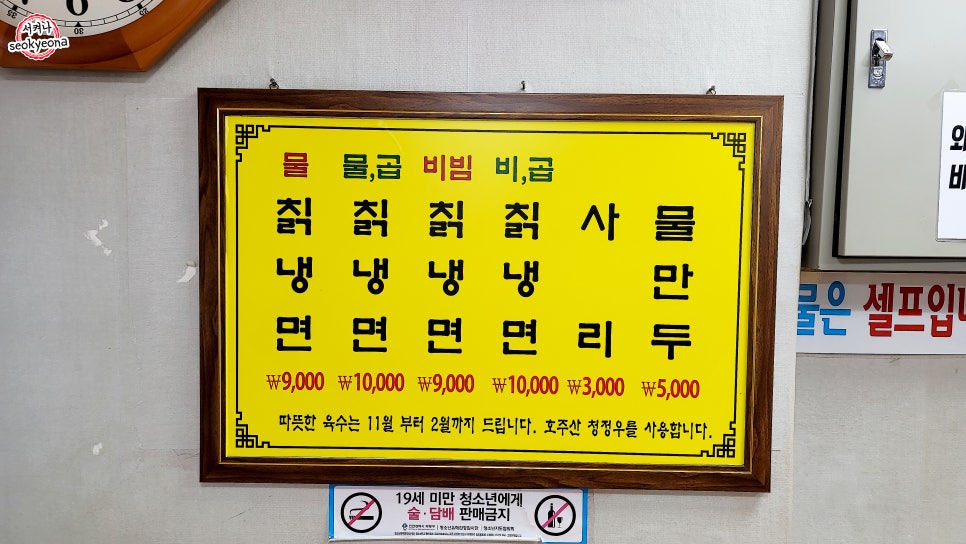 서켜나
seokyeona
물 물,곱 비빔 비,곱
칡냉면 칡냉면 칡냉면 칡냉면 사리 물만두
₩9,000 ₩10,000 ₩9,000 ₩10,000 ₩3,000 ₩5,000
따뜻한 육수는 11월 부터 2월까지 드립니다. 호주산 청정우를 사용합니다.
물은 셀프입니
19세 미만 청소년에게
술·담배 판매금지